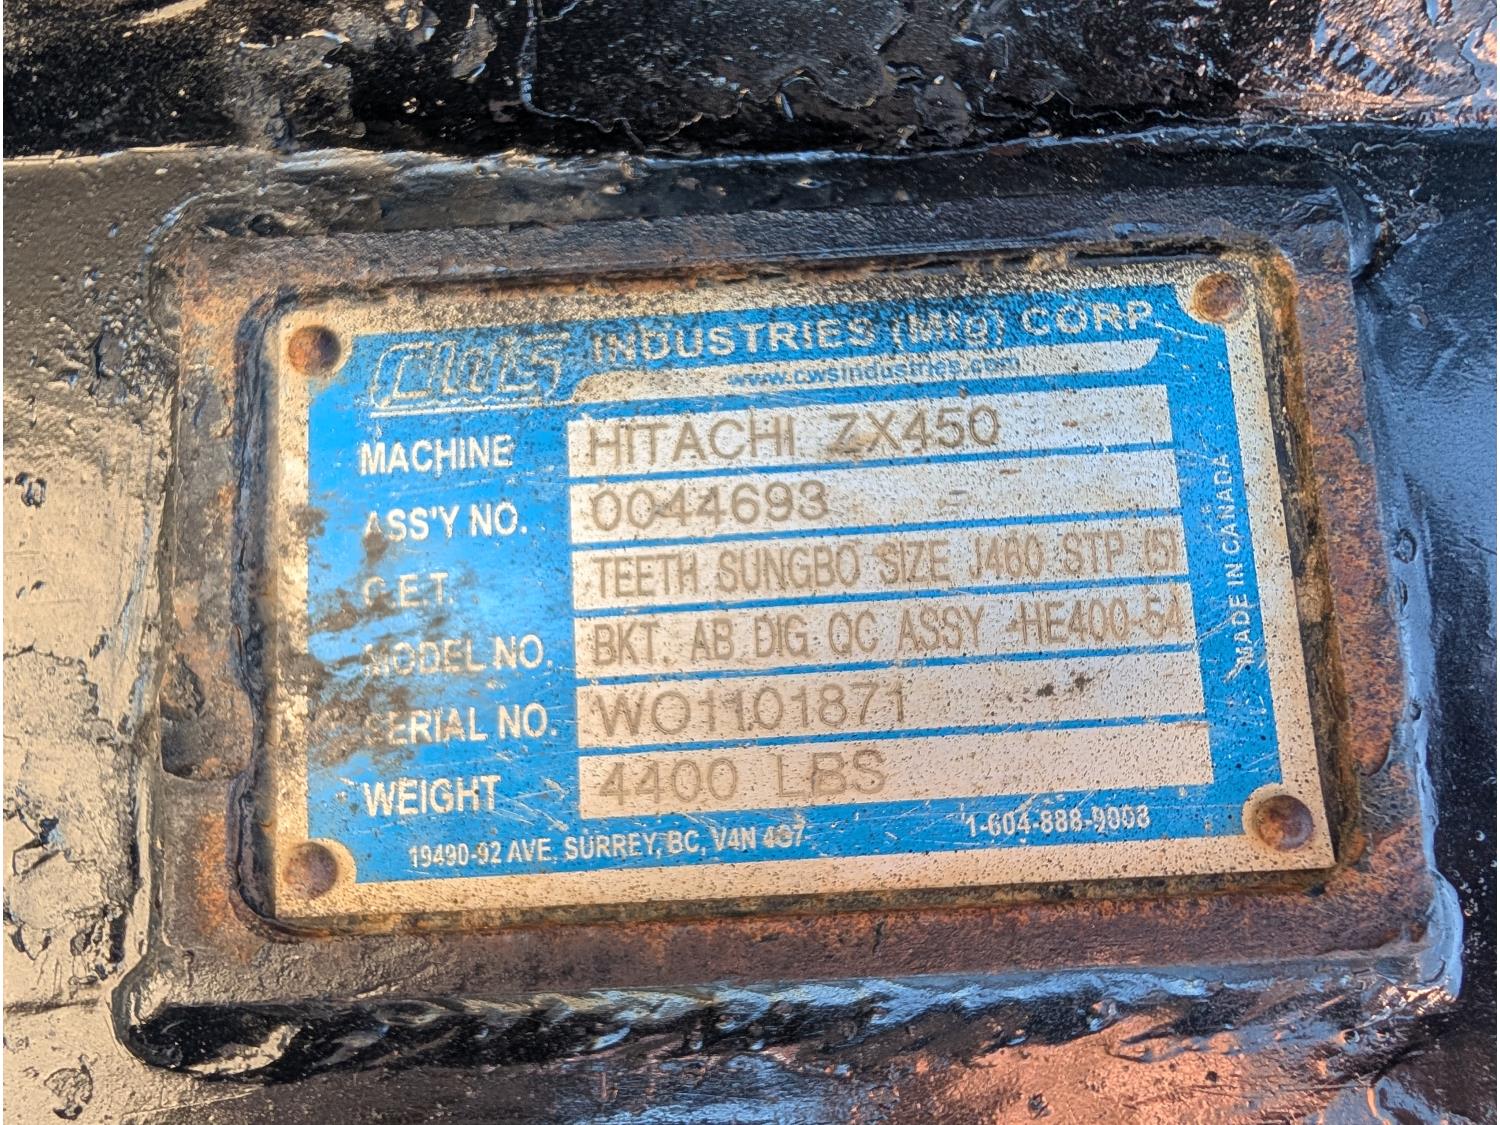 CWS INDUSTRIES (Mfg) CORP
www.cwsindustries.com
MACHINE HITACHI ZX450
ASS'Y NO. 0044693 -
G.E.T. TEETH SUNGBO SIZE J460 STP (5)
MODEL NO. BKT. AB DIG QC ASSY -HE400-54
SERIAL NO. WO1101871
WEIGHT 4400 LBS
19490-92 AVE, SURREY, BC, V4N 4G7
1-604-888-9008
MADE IN CANADA